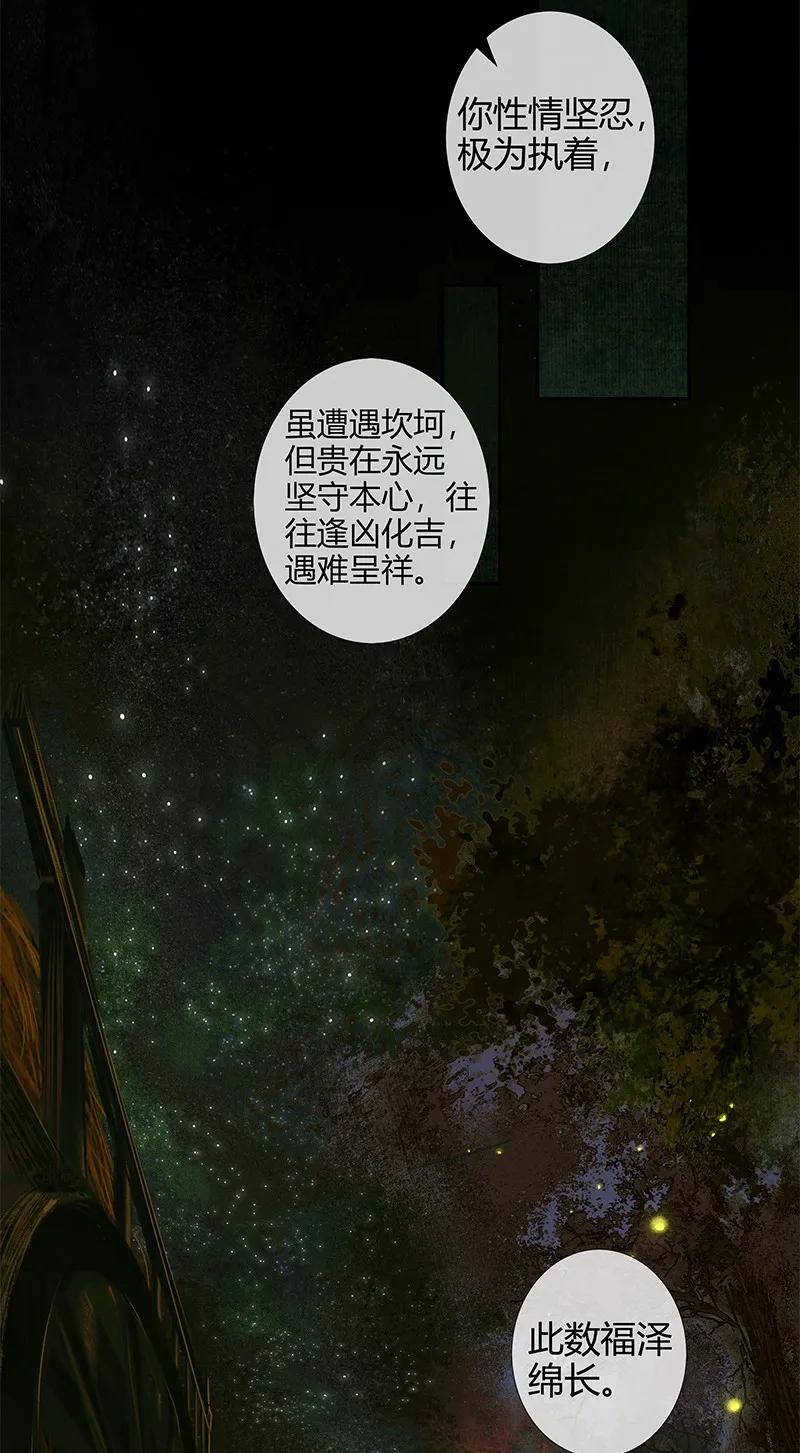 你性情坚忍，
极为执着，
虽遭遇坎坷，
但贵在永远
坚守本心，往
往逢凶化吉，
遇难呈祥。
此数福泽
绵长。